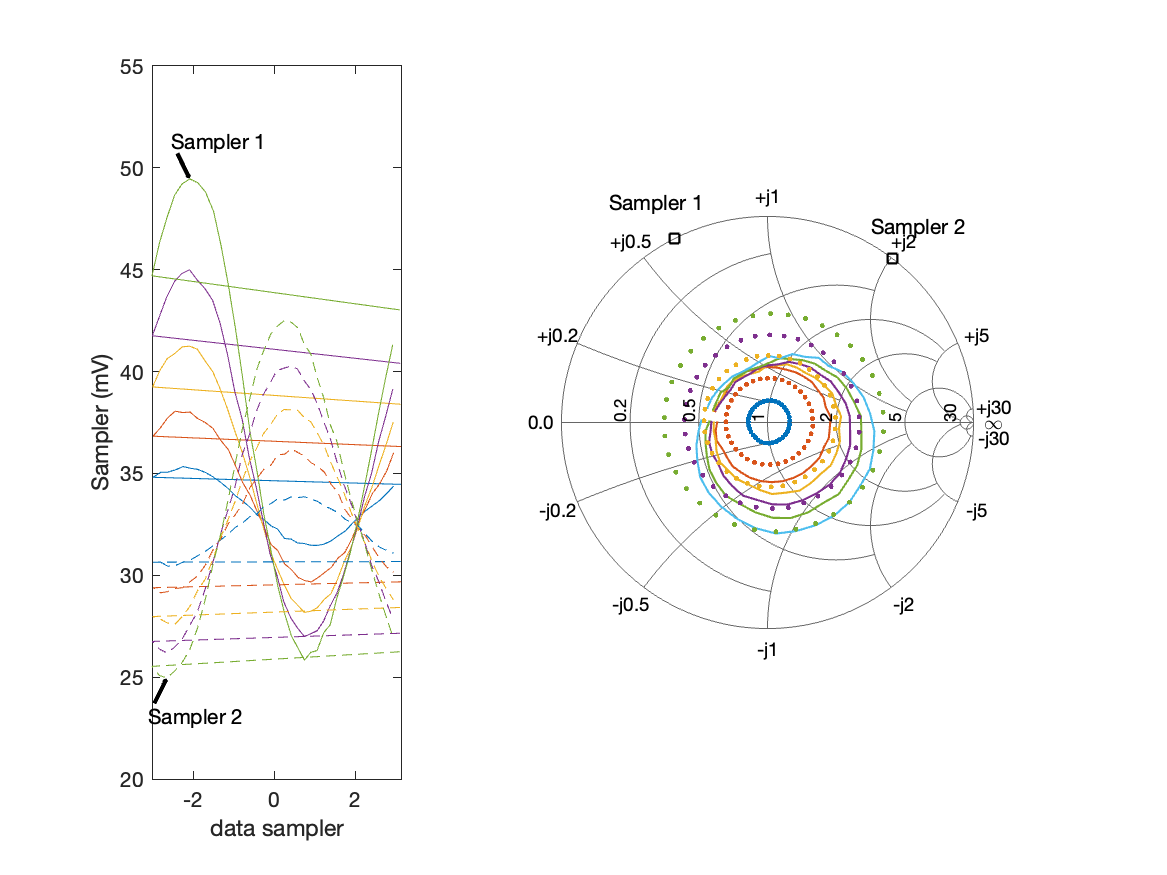 55
50
45
40
35
30
25
20
-2
0
2
data sampler
Sampler (mV)
Sampler 1
Sampler 2
Sampler 1
+j1
Sampler 2
+j0.5
+j2
+j0.2
+j5
0.0
0.2
0.5
1
2
5
30
+j30
∞
-j30
-j0.2
-j5
-j0.5
-j2
-j1